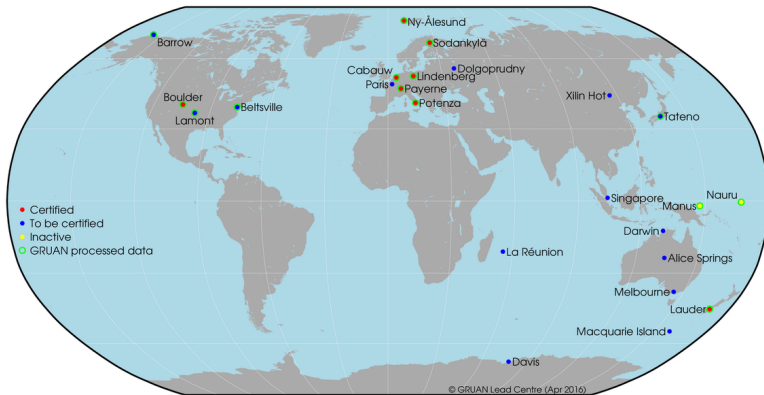 Ny-Ålesund
Barrow
Sodankylä
Cabauw
Lindenberg
Dolgoprudny
Paris
Payerne
Boulder
Potenza
Xilin Hot
Beltsville
Lamont
Tateno
Singapore
Nauru
Manus
Certified
To be certified
Inactive
GRUAN processed data
Darwin
La Réunion
Alice Springs
Melbourne
Lauder
Macquarie Island
Davis
© GRUAN Lead Centre (Apr 2016)